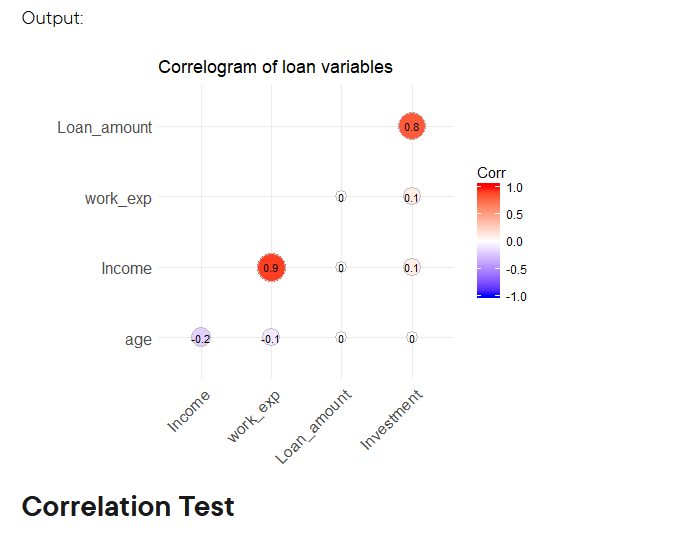 Output:
Correlogram of loan variables
Loan_amount
0.8
Corr
1.0
work_exp
0
0.1
0.5
0.0
Income
0.9
0
0.1
-0.5
-1.0
age
-0.2
-0.1
0
0
Income
work_exp
Loan_amount
Investment
Correlation Test